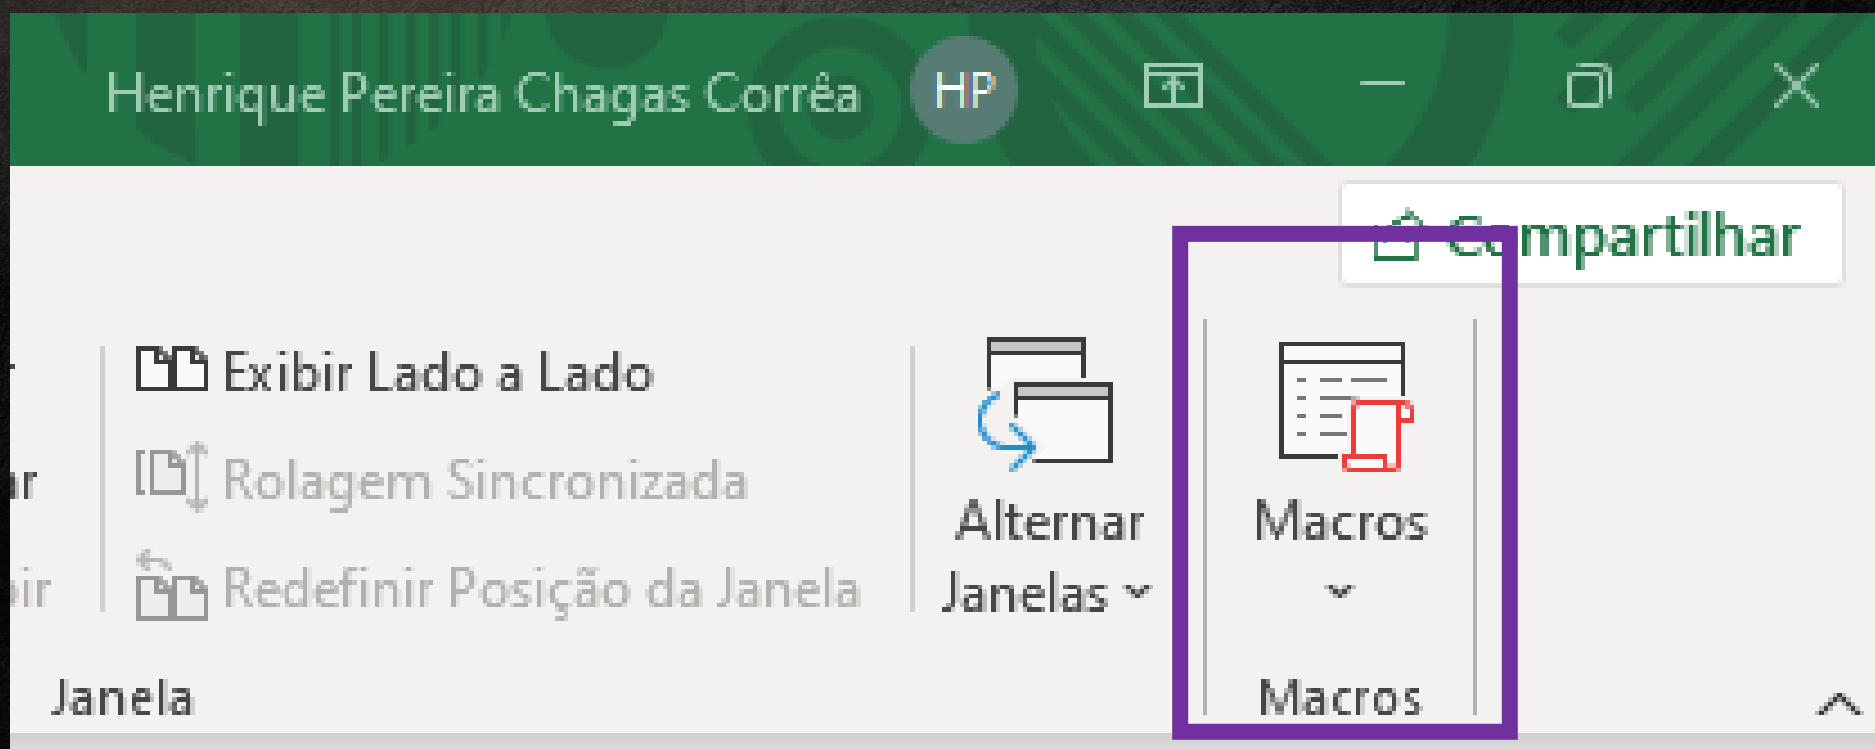 Henrique Pereira Chagas Corrêa HP
Compartilhar
Exibir Lado a Lado
Rolagem Sincronizada
Redefinir Posição da Janela
Alternar
Janelas
Macros
Janela
Macros